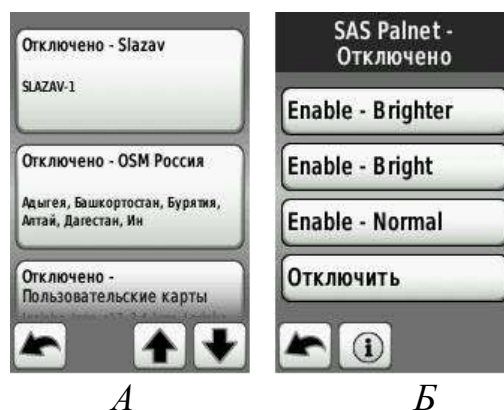 Отключено - Slazav
SLAZAV-1
Отключено - OSM Россия
Адыгея, Башкортостан, Бурятия,
Алтай, Дагестан, Ин
Отключено -
Пользовательские карты
SAS Palnet -
Отключено
Enable - Brighter
Enable - Bright
Enable - Normal
Отключить
А
Б